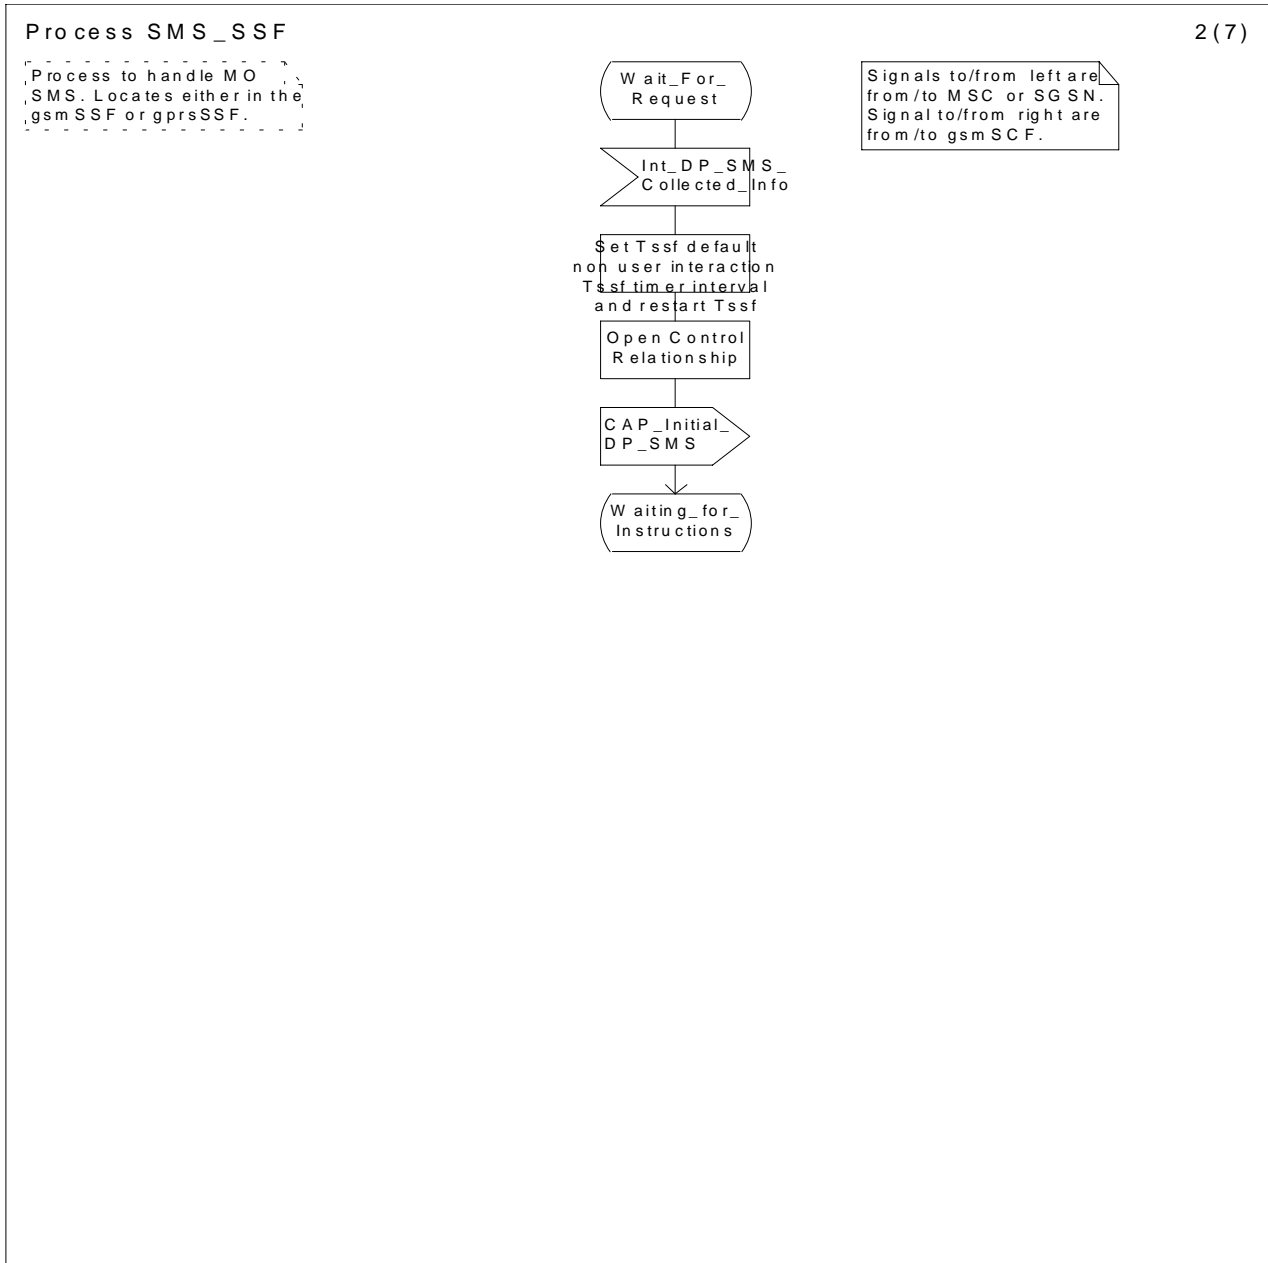 Process SMS_SSF
2(7)
Process to handle MO
SMS. Locates either in the
gsmSSF or gprsSSF.
Wait_For_
Request
Signals to/from left are
from/to MSC or SGSN.
Signal to/from right are
from/to gsmSCF.
Int_DP_SMS_
Collected_Info
Set Tssf default
non user interaction
Tssf timer interval
and restart Tssf
Open Control
Relationship
CAP_Initial_
DP_SMS
Waiting_for_
Instructions